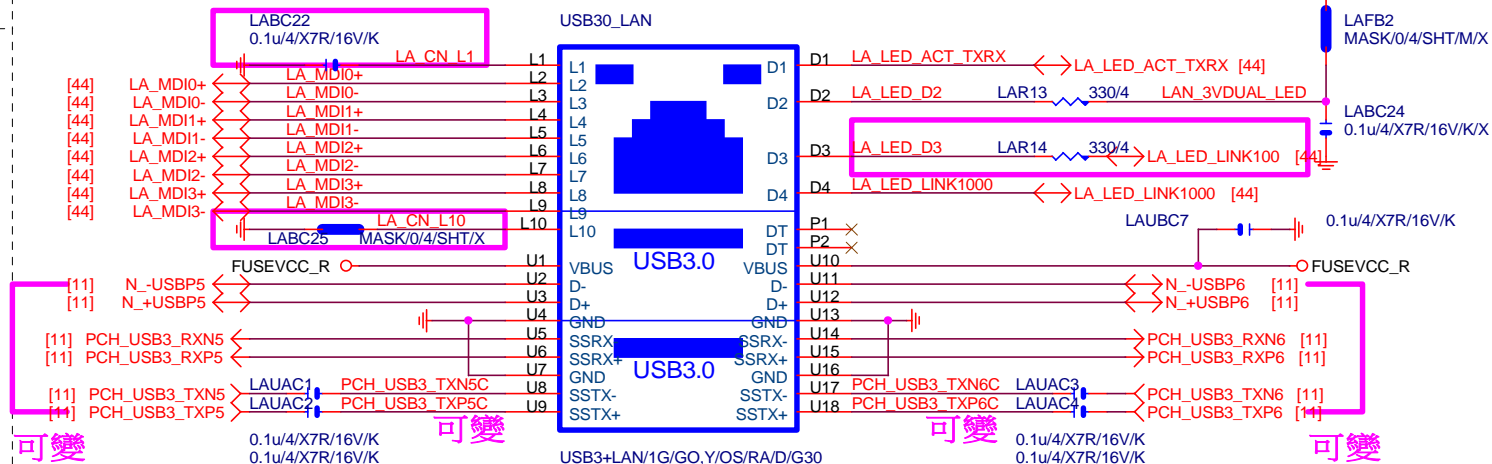 LABC22
0.1u/4/X7R/16V/K
USB30_LAN
LAFB2
MASK/0/4/SHT/M/X
LA_CN_L1 L1 L1 D1 D1 LA_LED_ACT_TXRX LA_LED_ACT_TXRX [44]
[44] LA_MDI0+ LA_MDI0+ L2 L2
[44] LA_MDI0- LA_MDI0- L3 L3 D2 D2 LA_LED_D2 LAR13 330/4 LAN_3VDUAL_LED
[44] LA_MDI1+ LA_MDI1+ L4 L4
LABC24
0.1u/4/X7R/16V/K/X
[44] LA_MDI1- LA_MDI1- L5 L5
[44] LA_MDI2+ LA_MDI2+ L6 L6 D3 D3 LA_LED_D3 LAR14 330/4 LA_LED_LINK100 [44]
[44] LA_MDI2- LA_MDI2- L7 L7
[44] LA_MDI3+ LA_MDI3+ L8 L8 D4 D4 LA_LED_LINK1000 LA_LED_LINK1000 [44]
[44] LA_MDI3- LA_MDI3- L9 L9
LA_CN_L10 L10 L10 DT P1
LABC25 MASK/0/4/SHT/X DT P2
LAUBC7 0.1u/4/X7R/16V/K
FUSEVCC_R U1 VBUS USB3.0 VBUS U10 FUSEVCC_R
[11] N_-USBP5 U2 D- D- U11 N_-USBP6 [11]
[11] N_+USBP5 U3 D+ D+ U12 N_+USBP6 [11]
U4 GND GND U13
[11] PCH_USB3_RXN5 U5 SSRX- SSRX- U14 PCH_USB3_RXN6 [11]
[11] PCH_USB3_RXP5 U6 SSRX+ SSRX+ U15 PCH_USB3_RXP6 [11]
U7 GND USB3.0 GND U16
[11] PCH_USB3_TXN5 LAUAC1 PCH_USB3_TXN5C U8 SSTX- SSTX- U17 PCH_USB3_TXN6C LAUAC3 PCH_USB3_TXN6 [11]
[11] PCH_USB3_TXP5 LAUAC2 PCH_USB3_TXP5C U9 SSTX+ SSTX+ U18 PCH_USB3_TXP6C LAUAC4 PCH_USB3_TXP6 [11]
可變 可變 可變 可變
0.1u/4/X7R/16V/K
0.1u/4/X7R/16V/K
USB3+LAN/1G/GO,Y/OS/RA/D/G30
0.1u/4/X7R/16V/K
0.1u/4/X7R/16V/K